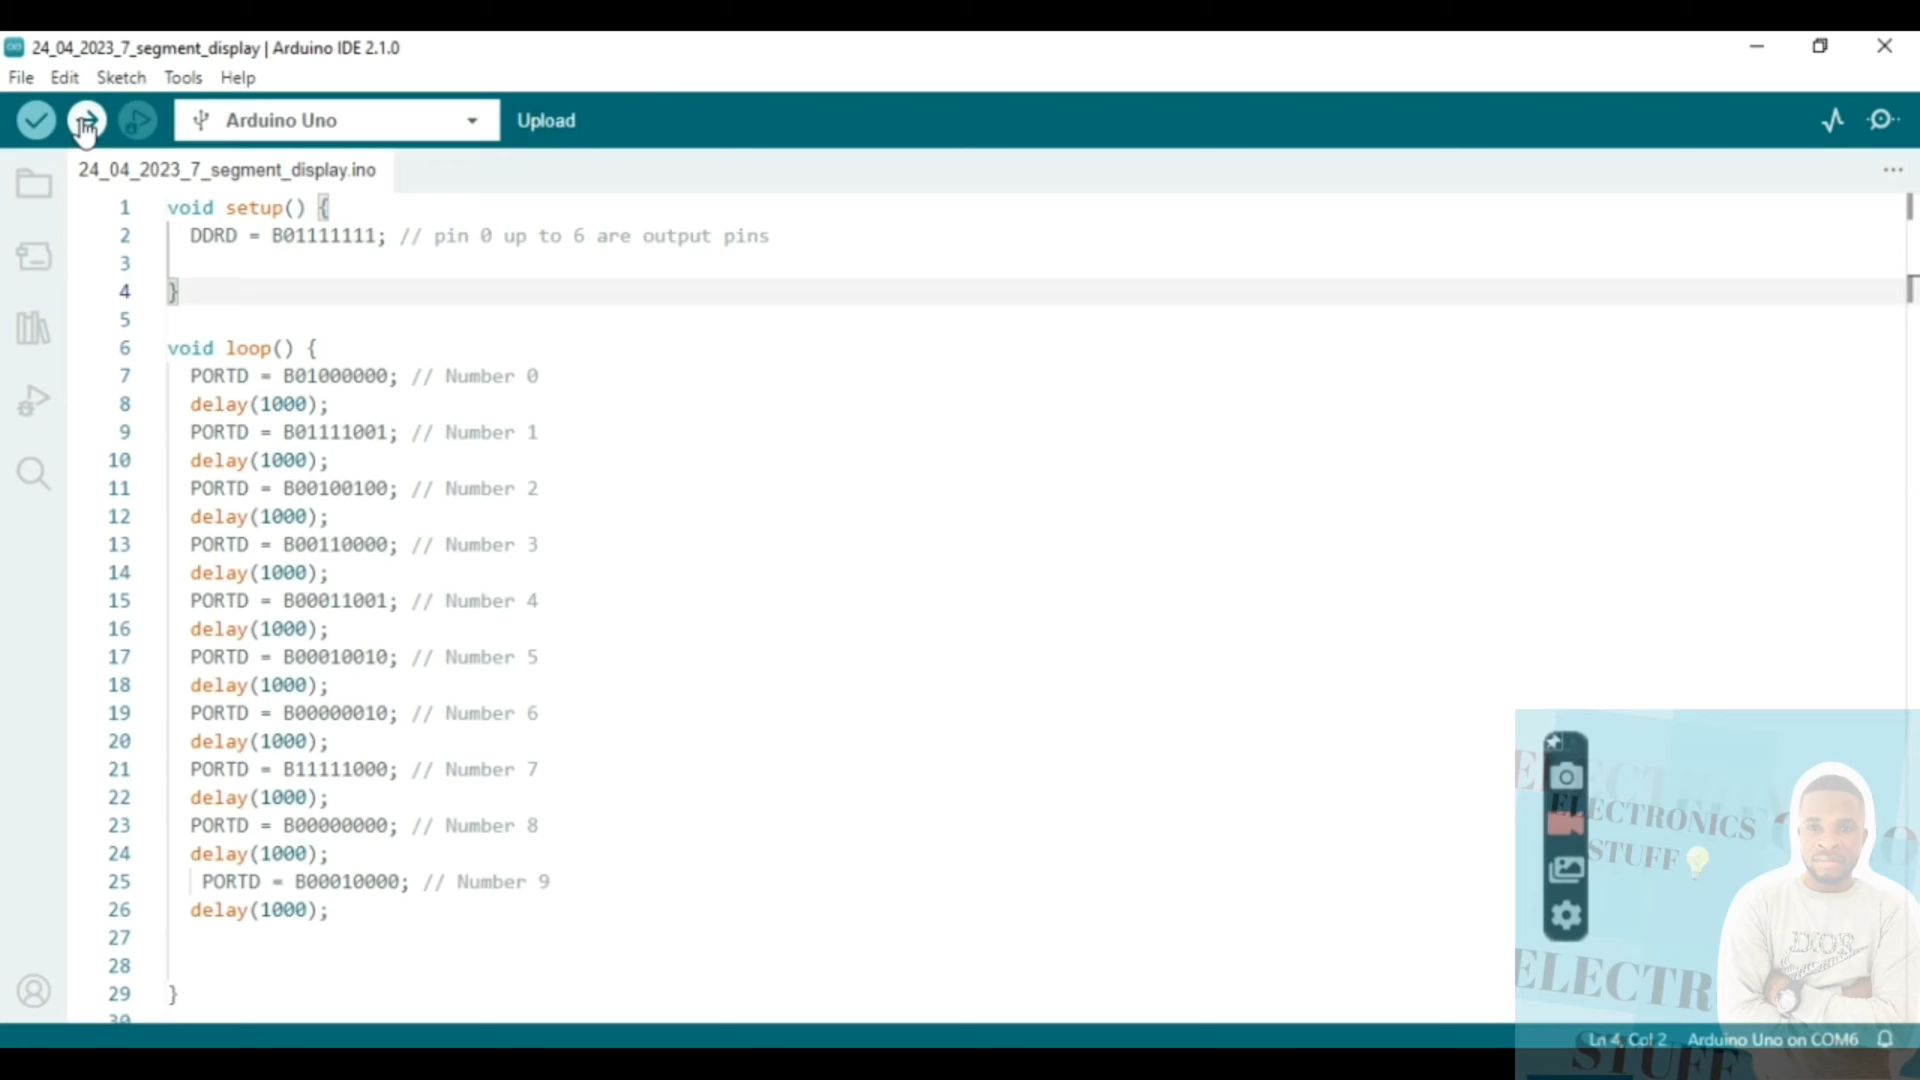 24_04_2023_7_segment_display | Arduino IDE 2.1.0
File Edit Sketch Tools Help
Arduino Uno
Upload
24_04_2023_7_segment_display.ino
1 void setup() {
2 DDRD = B01111111; // pin 0 up to 6 are output pins
3
4 }
5
6 void loop() {
7 PORTD = B01000000; // Number 0
8 delay(1000);
9 PORTD = B01111001; // Number 1
10 delay(1000);
11 PORTD = B00100100; // Number 2
12 delay(1000);
13 PORTD = B00110000; // Number 3
14 delay(1000);
15 PORTD = B00011001; // Number 4
16 delay(1000);
17 PORTD = B00010010; // Number 5
18 delay(1000);
19 PORTD = B00000010; // Number 6
20 delay(1000);
21 PORTD = B11111000; // Number 7
22 delay(1000);
23 PORTD = B00000000; // Number 8
24 delay(1000);
25 PORTD = B00010000; // Number 9
26 delay(1000);
27
28
29 }
30
ELECTRONICS
STUFF
DIOR
ELECTR
STUFF
Ln 4, Col 2 Arduino Uno on COM6